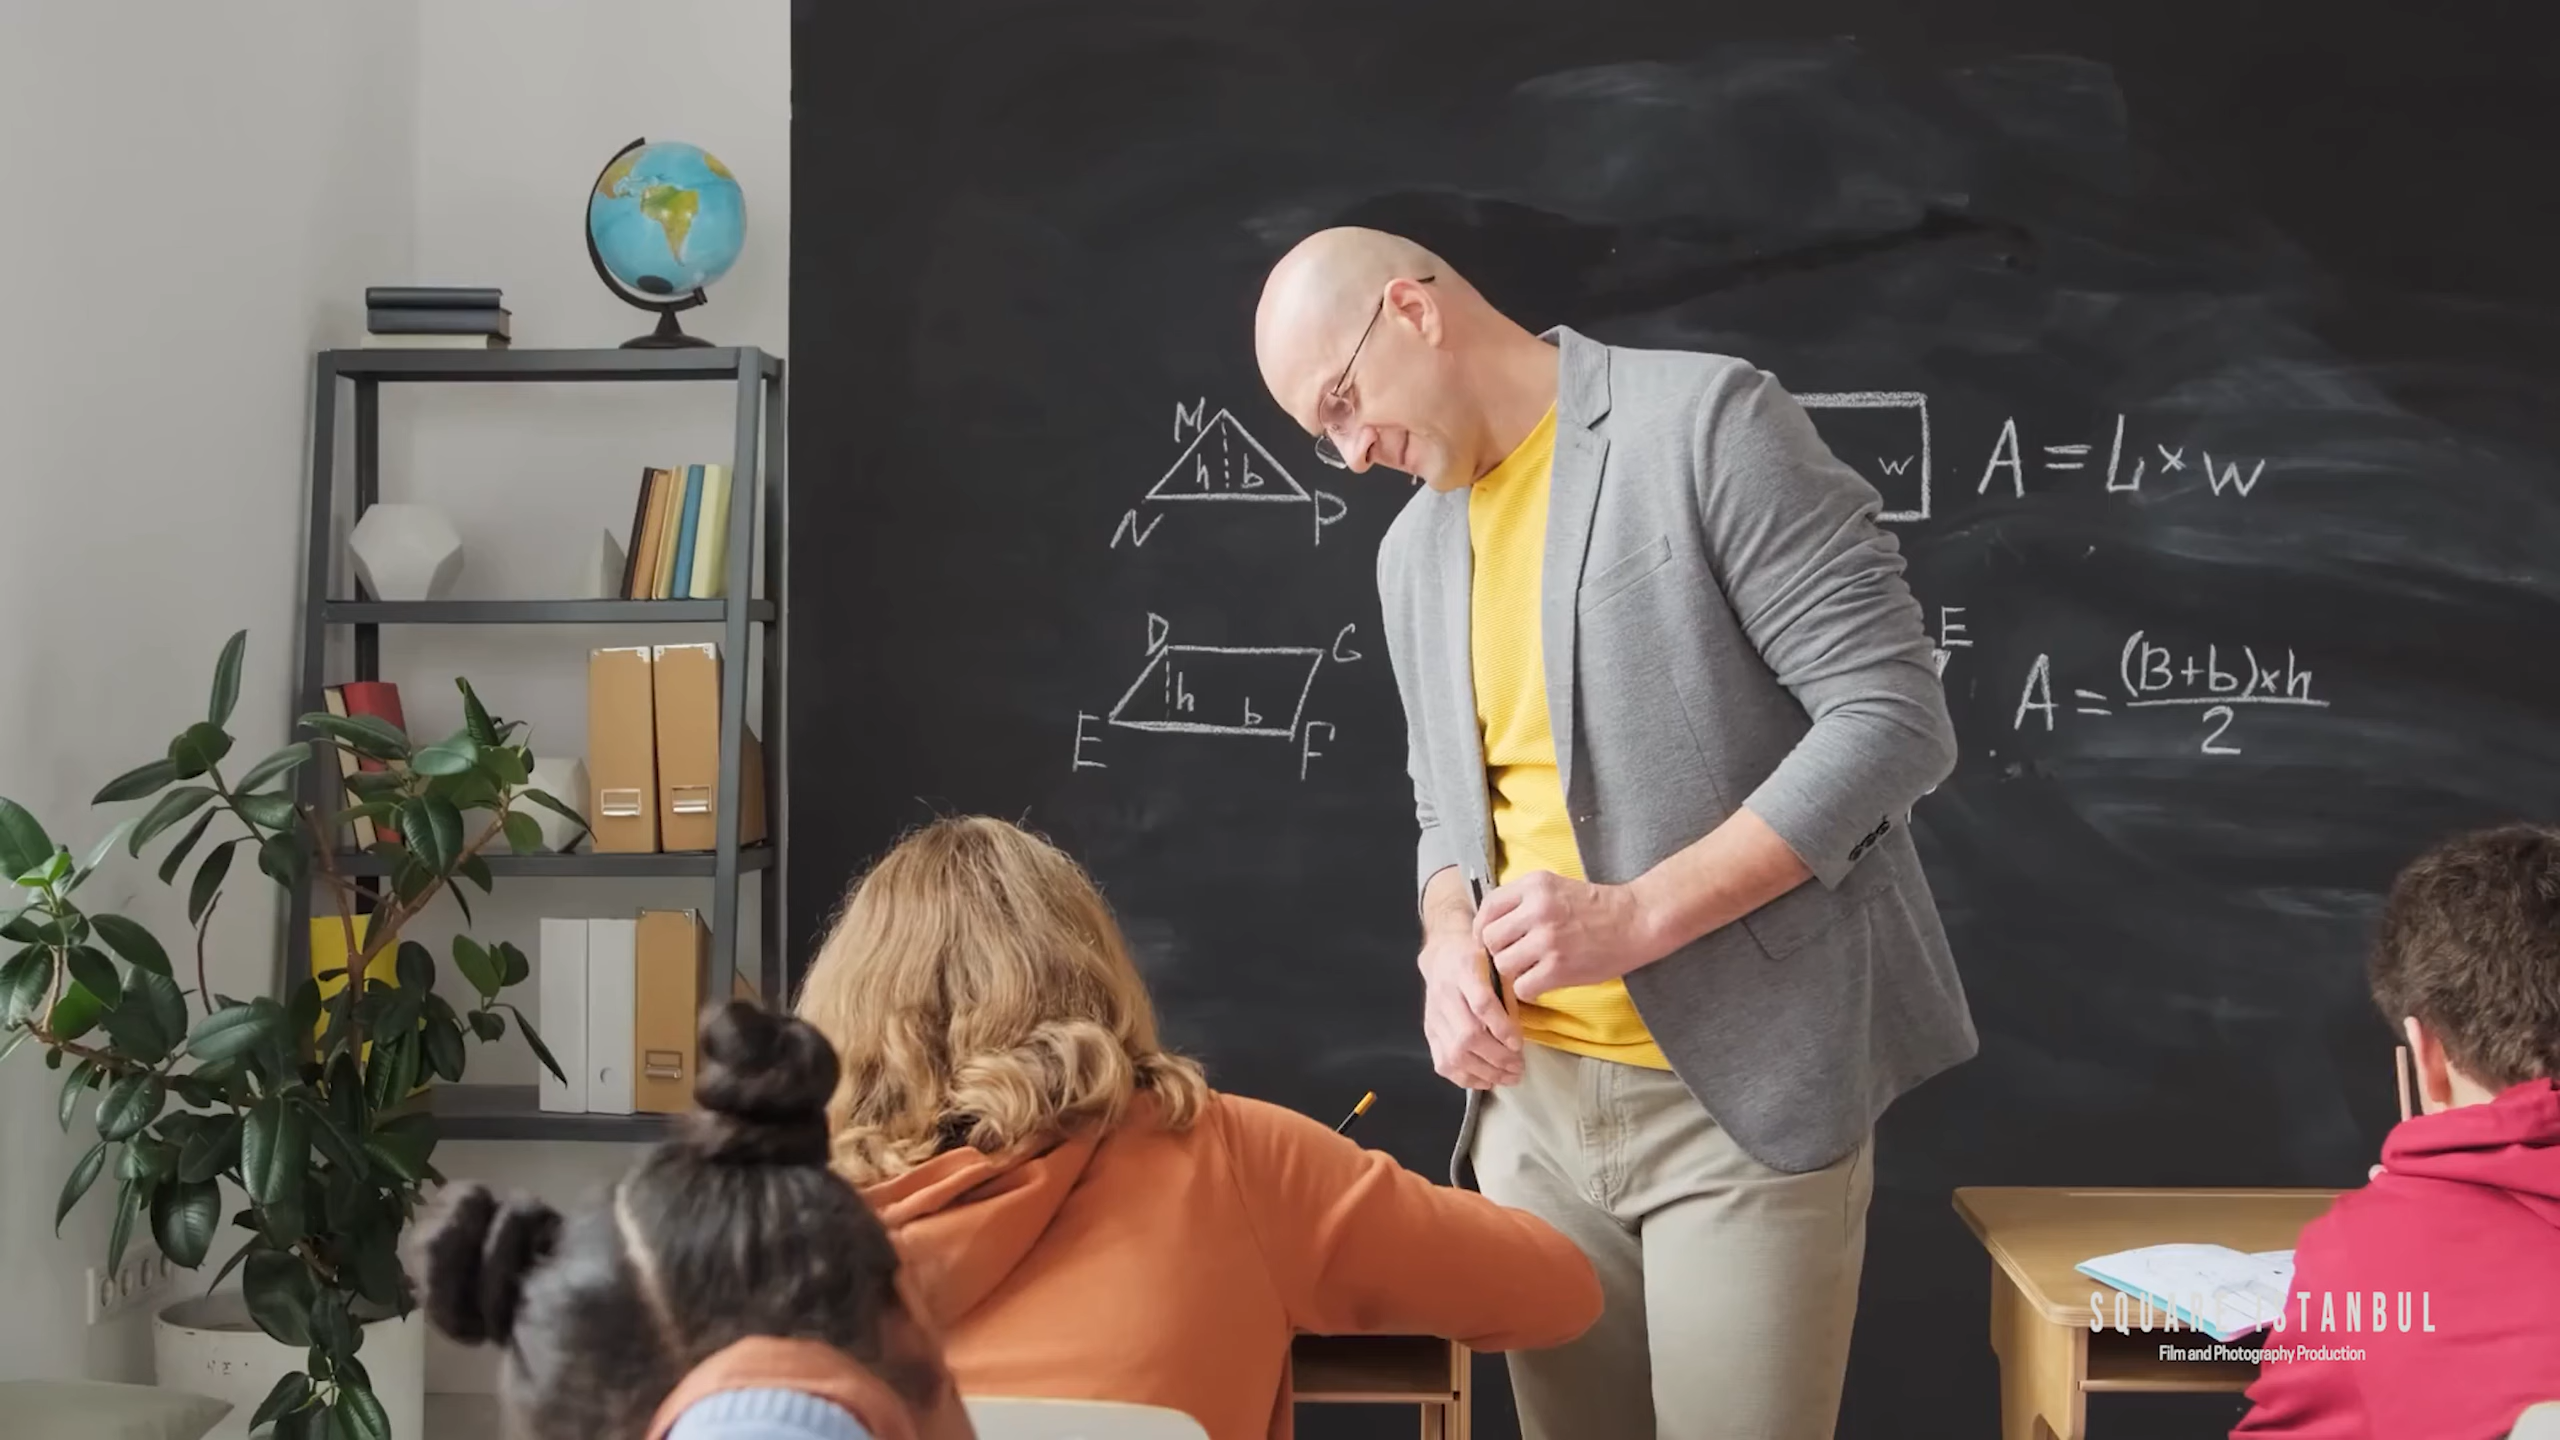 M
h b
N P
w
A = L × w
D G
h b
E F
E
A = (B+b)×h
2
SQUARE ISTANBUL
Film and Photography Production